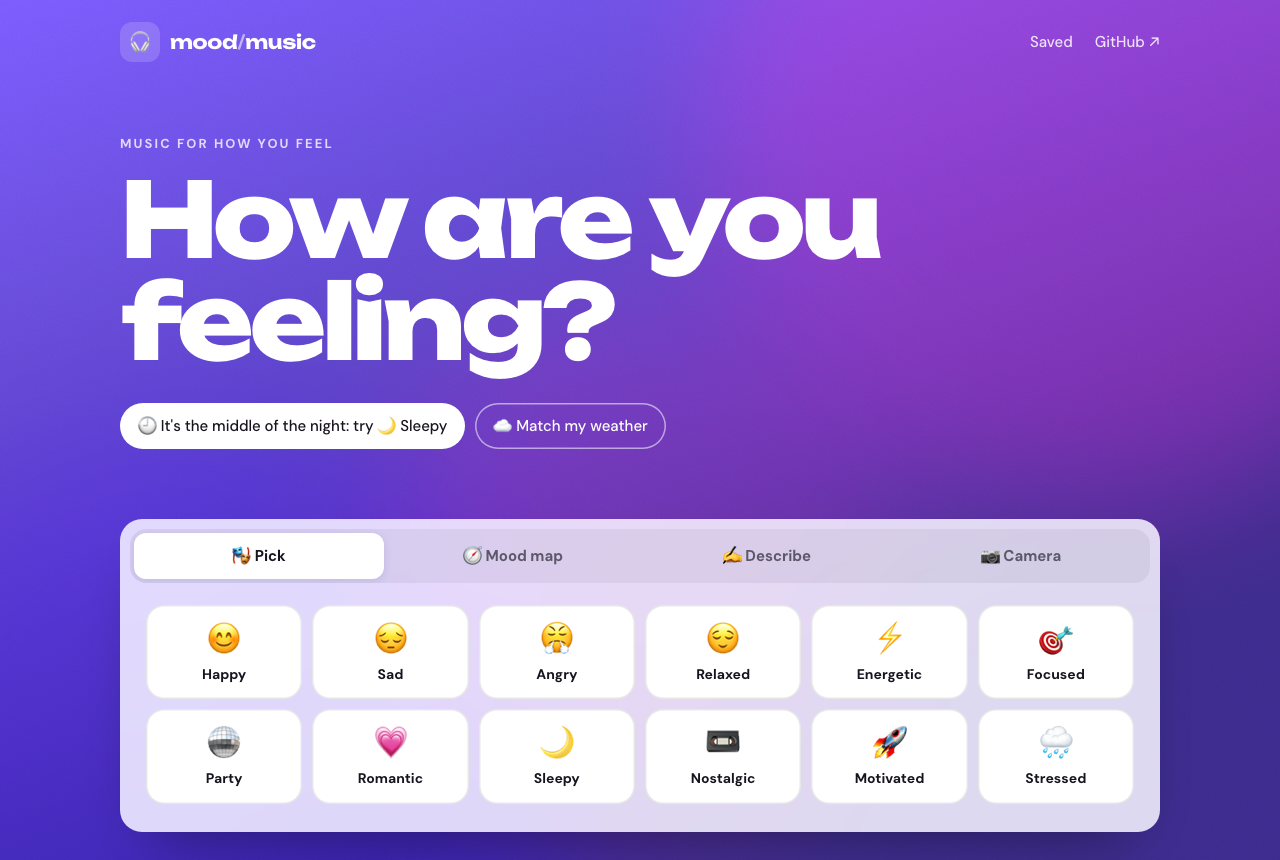 mood/music
Saved
GitHub ↗
MUSIC FOR HOW YOU FEEL
How are you
feeling?
🕘 It's the middle of the night: try 🌙 Sleepy
☁️ Match my weather
🎭 Pick
🧭 Mood map
✍️ Describe
📷 Camera
Happy
Sad
Angry
Relaxed
Energetic
Focused
Party
Romantic
Sleepy
Nostalgic
Motivated
Stressed